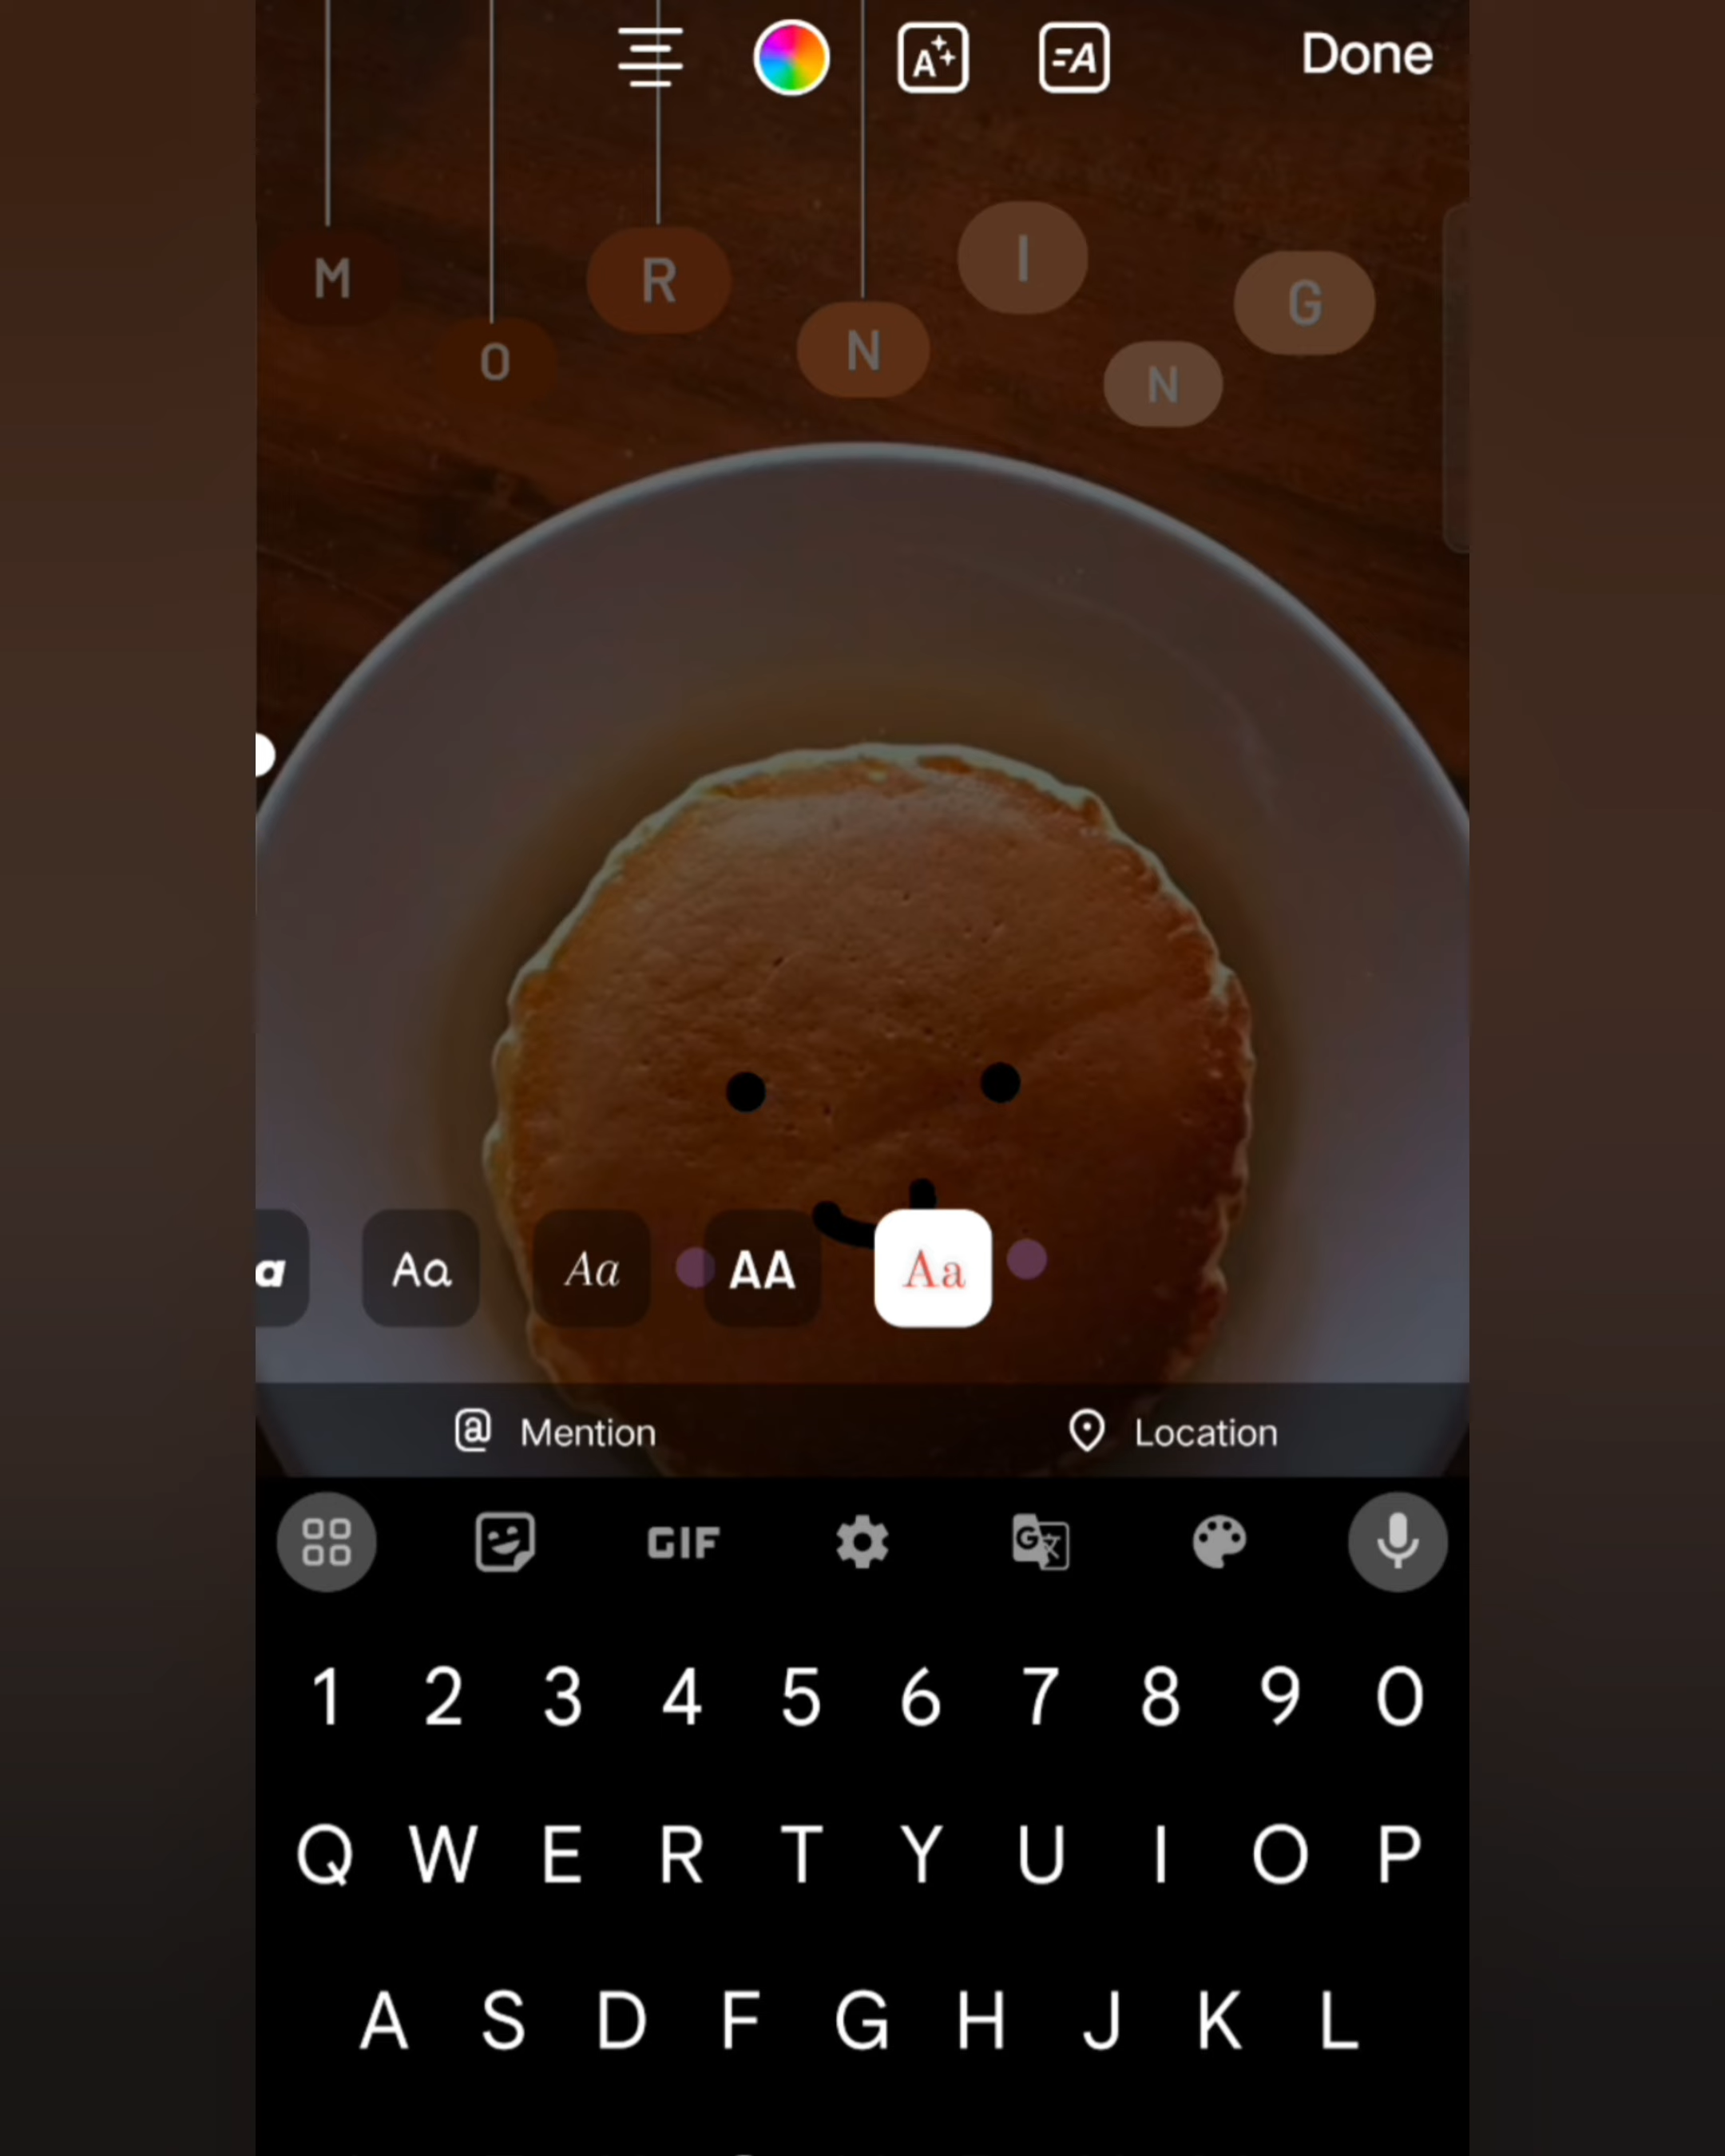 Done
M O R N I N G
a Aa Aa AA Aa
Mention Location
GIF
1 2 3 4 5 6 7 8 9 0
Q W E R T Y U I O P
A S D F G H J K L